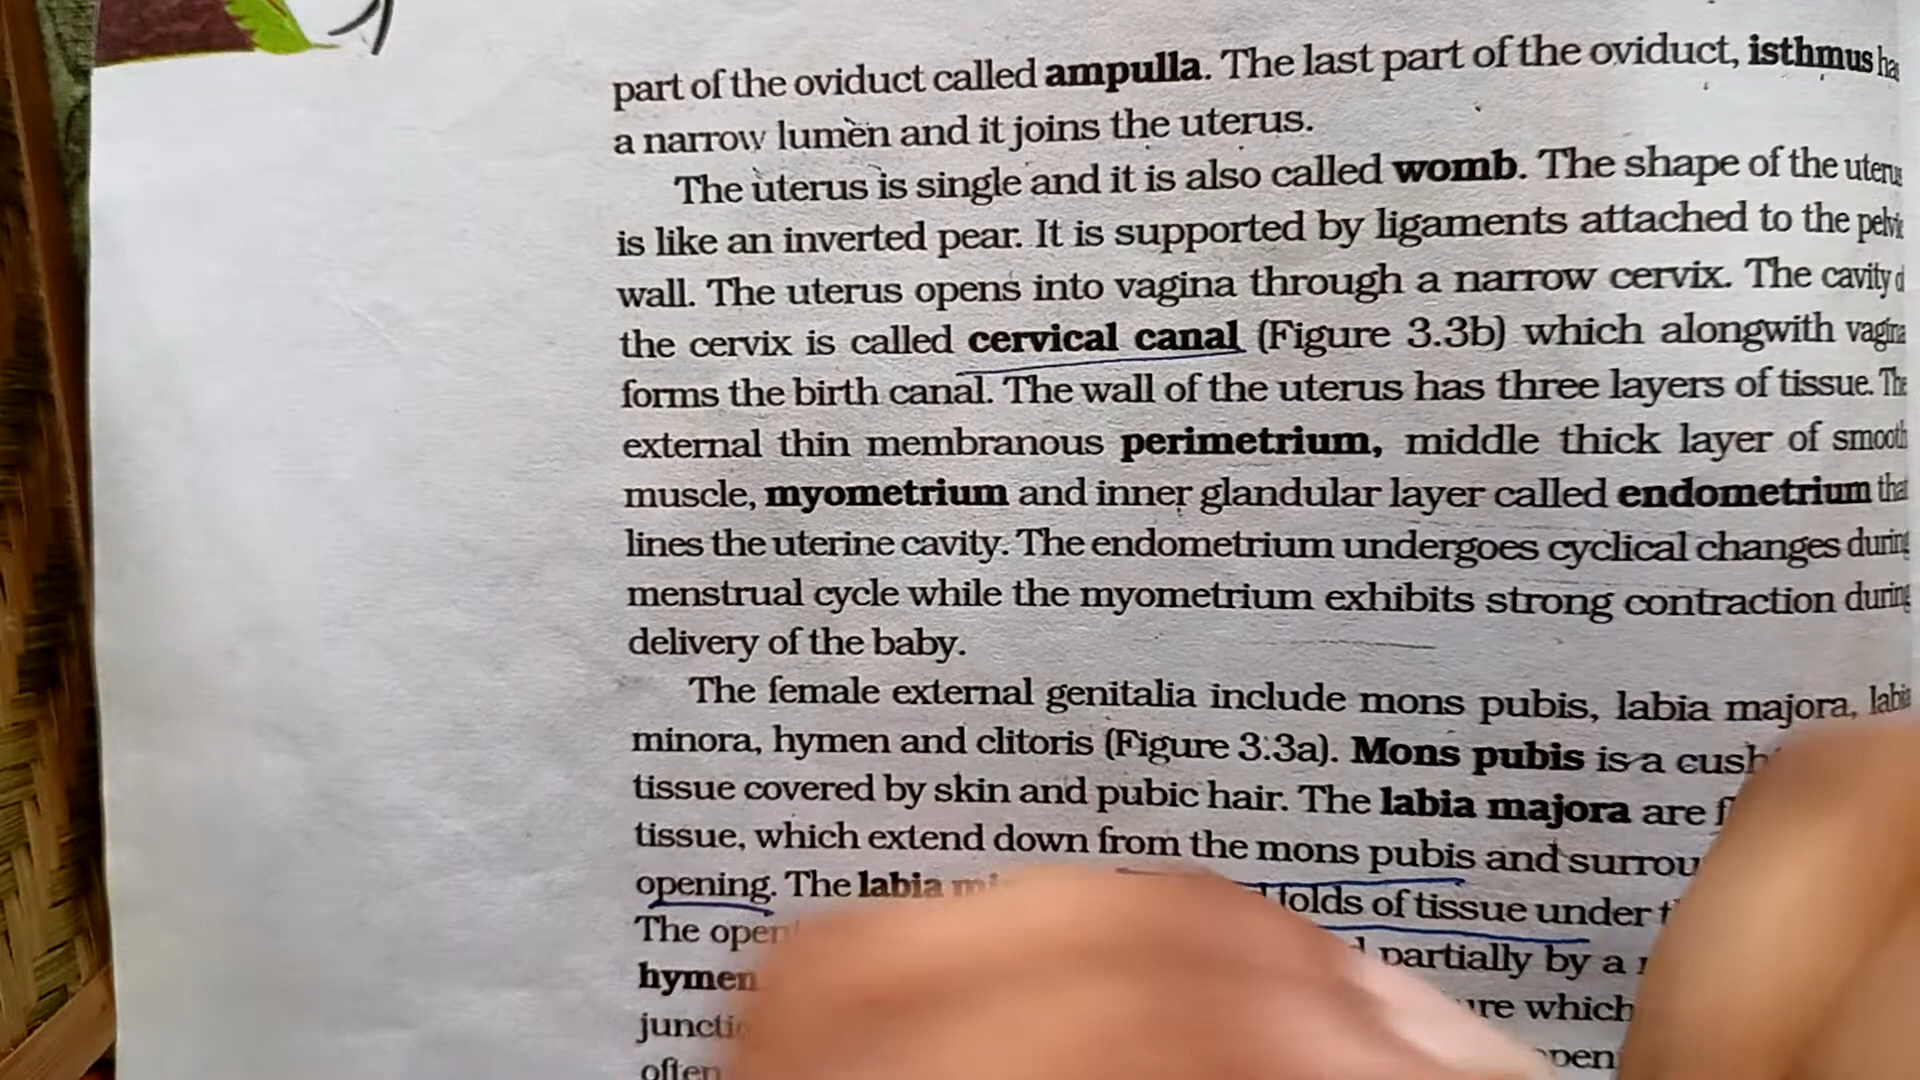 part of the oviduct called ampulla. The last part of the oviduct, isthmus has
a narrow lumen and it joins the uterus.
The uterus is single and it is also called womb. The shape of the uterus
is like an inverted pear. It is supported by ligaments attached to the pelvic
wall. The uterus opens into vagina through a narrow cervix. The cavity
the cervix is called cervical canal (Figure 3.3b) which alongwith vagina
forms the birth canal. The wall of the uterus has three layers of tissue. The
external thin membranous perimetrium, middle thick layer of smooth
muscle, myometrium and inner glandular layer called endometrium that
lines the uterine cavity. The endometrium undergoes cyclical changes during
menstrual cycle while the myometrium exhibits strong contraction during
delivery of the baby.
The female external genitalia include mons pubis, labia majora, labia
minora, hymen and clitoris (Figure 3.3a). Mons pubis is a
tissue covered by skin and pubic hair. The labia majora are
tissue, which extend down from the mons pubis and
opening. The labia folds of tissue under
The partially by a
hymen which
often